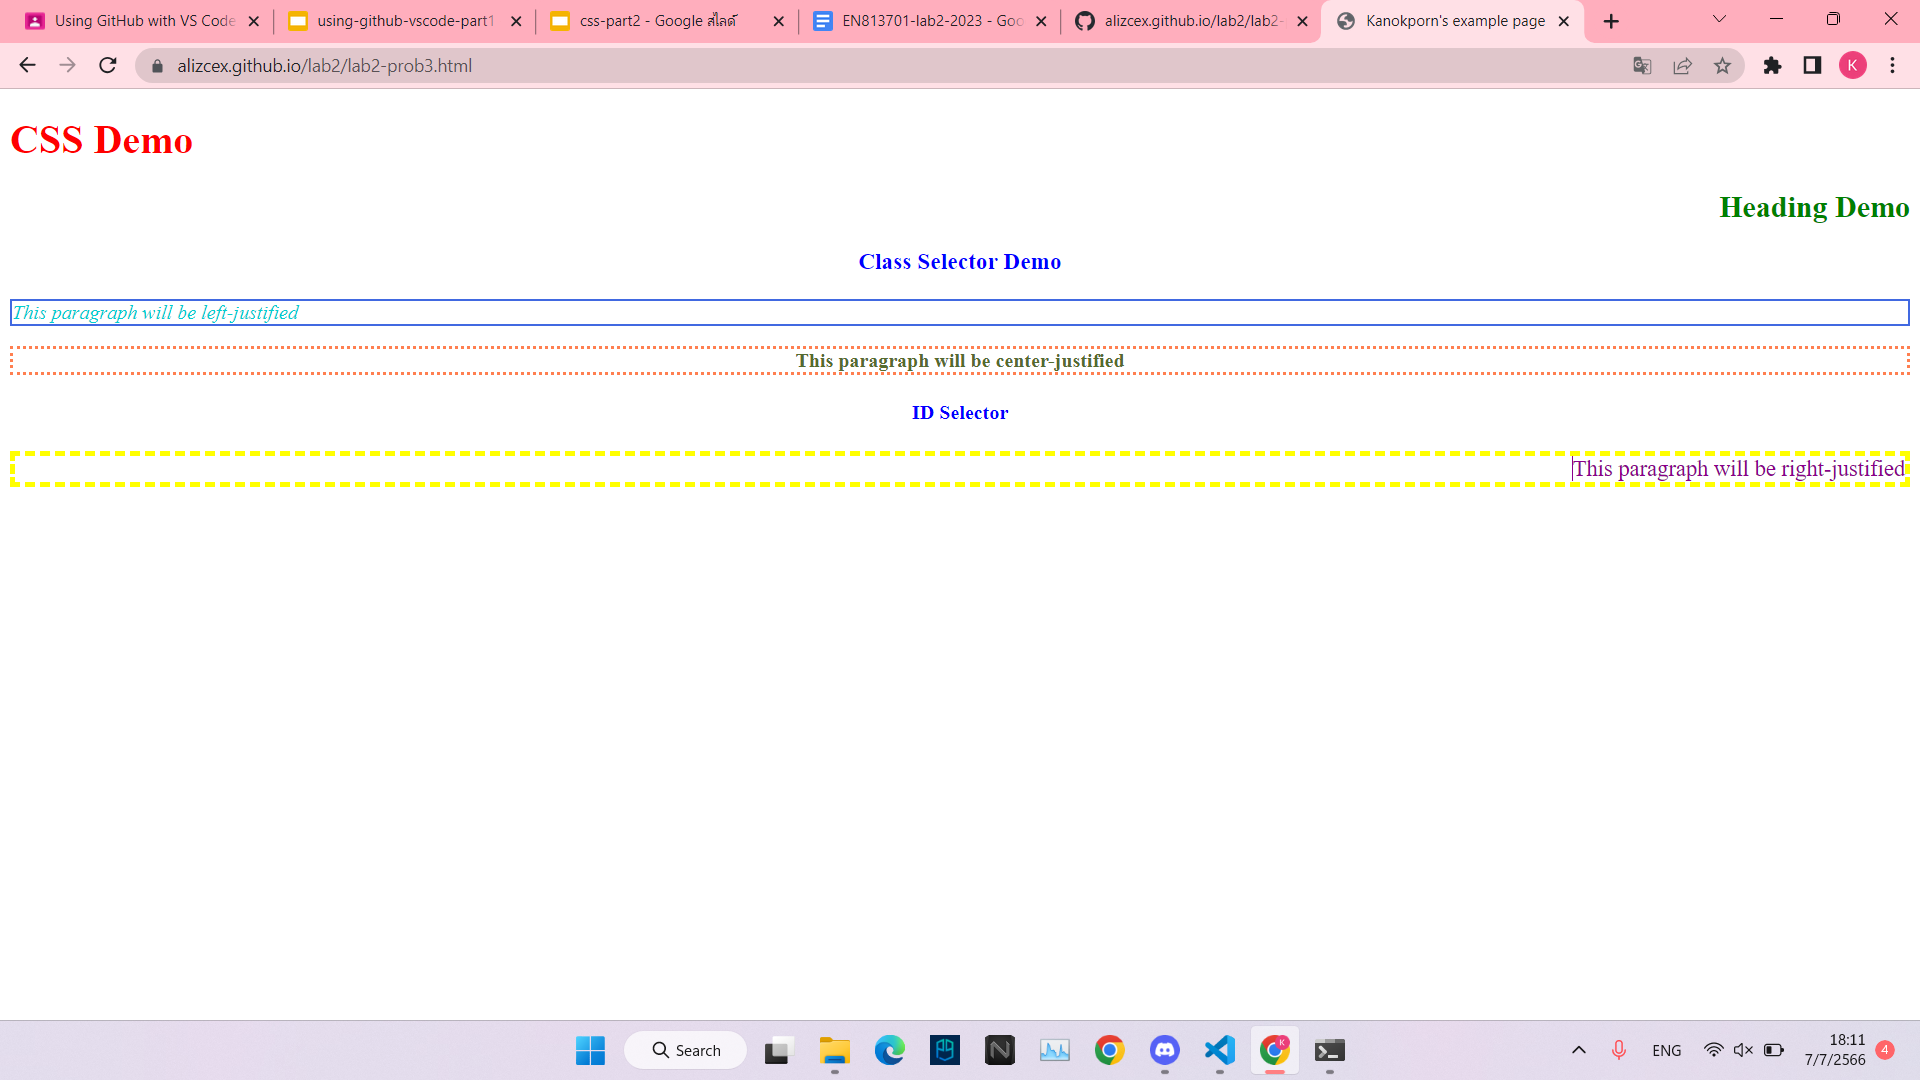 Using GitHub with VS Code
using-github-vscode-part1
css-part2 - Google สไลด์
EN813701-lab2-2023 - Goo
alizcex.github.io/lab2/lab2-
Kanokporn's example page
alizcex.github.io/lab2/lab2-prob3.html
K
CSS Demo
Heading Demo
Class Selector Demo
This paragraph will be left-justified
This paragraph will be center-justified
ID Selector
This paragraph will be right-justified
Search
K
ENG
18:11
7/7/2566
4